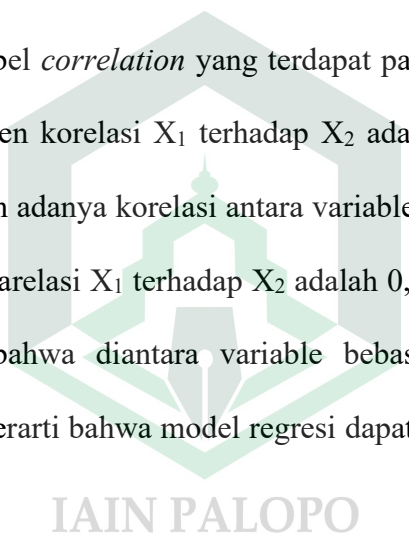 bel correlation yang terdapat pa
en korelasi X₁ terhadap X₂ ada
n adanya korelasi antara variable
arelasi X₁ terhadap X₂ adalah 0,
bahwa diantara variable bebas
erarti bahwa model regresi dapat
IAIN PALOPO